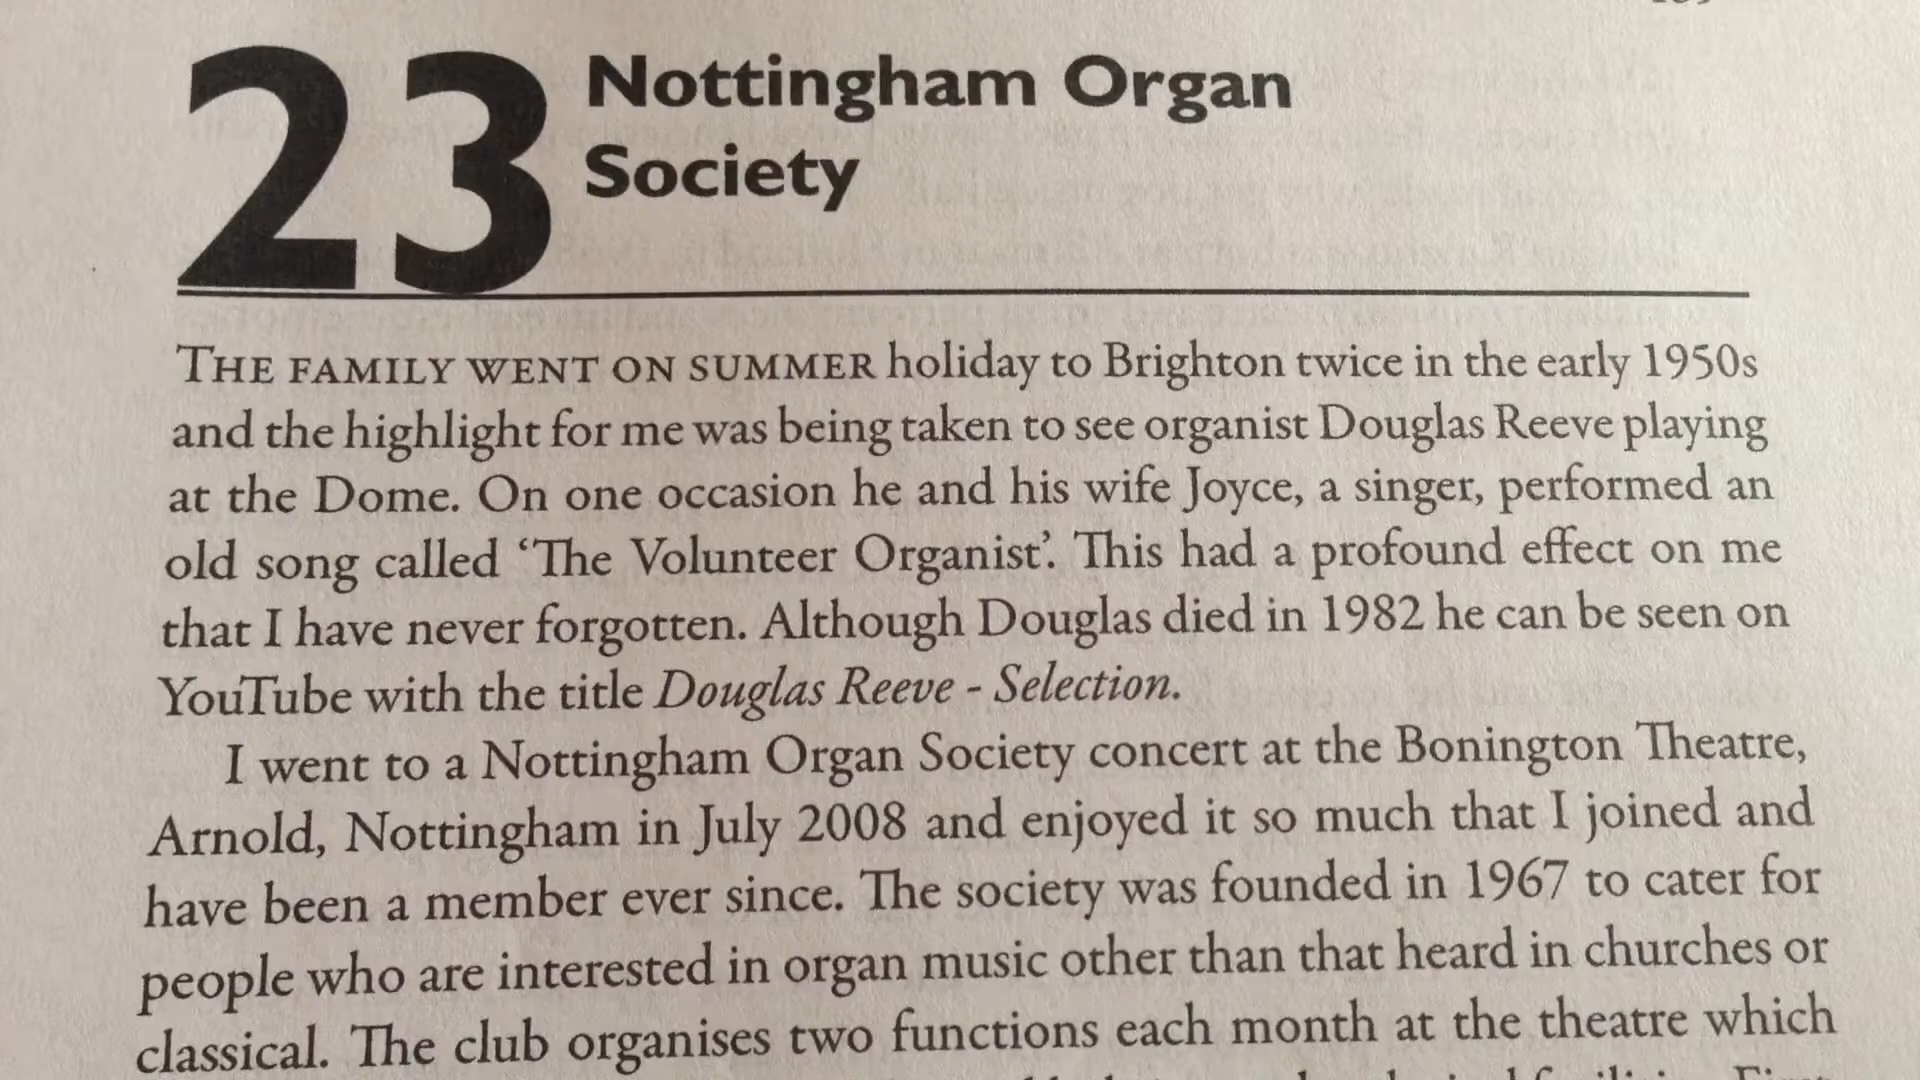 23 Nottingham Organ
Society
THE FAMILY WENT ON SUMMER holiday to Brighton twice in the early 1950s
and the highlight for me was being taken to see organist Douglas Reeve playing
at the Dome. On one occasion he and his wife Joyce, a singer, performed an
old song called ‘The Volunteer Organist’. This had a profound effect on me
that I have never forgotten. Although Douglas died in 1982 he can be seen on
YouTube with the title Douglas Reeve - Selection.
I went to a Nottingham Organ Society concert at the Bonington Theatre,
Arnold, Nottingham in July 2008 and enjoyed it so much that I joined and
have been a member ever since. The society was founded in 1967 to cater for
people who are interested in organ music other than that heard in churches or
classical. The club organises two functions each month at the theatre which